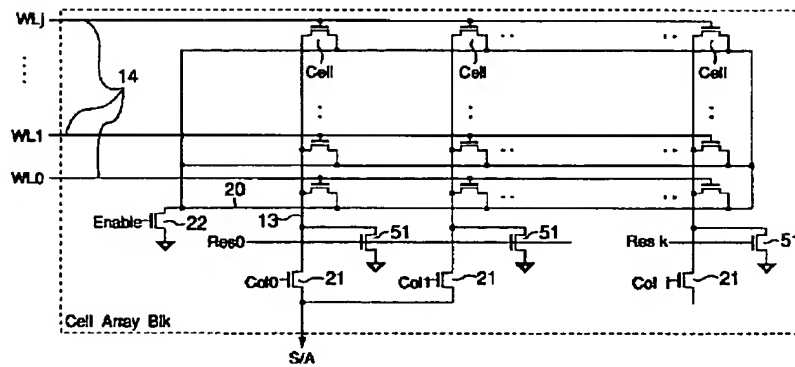 WLj
Cell Cell Cell
14
WL1
WL0
20
Enable 22 13
Res0 51 51 Res k 51
Col0 21 Col1 21 Col i 21
Cell Array Blk
S/A